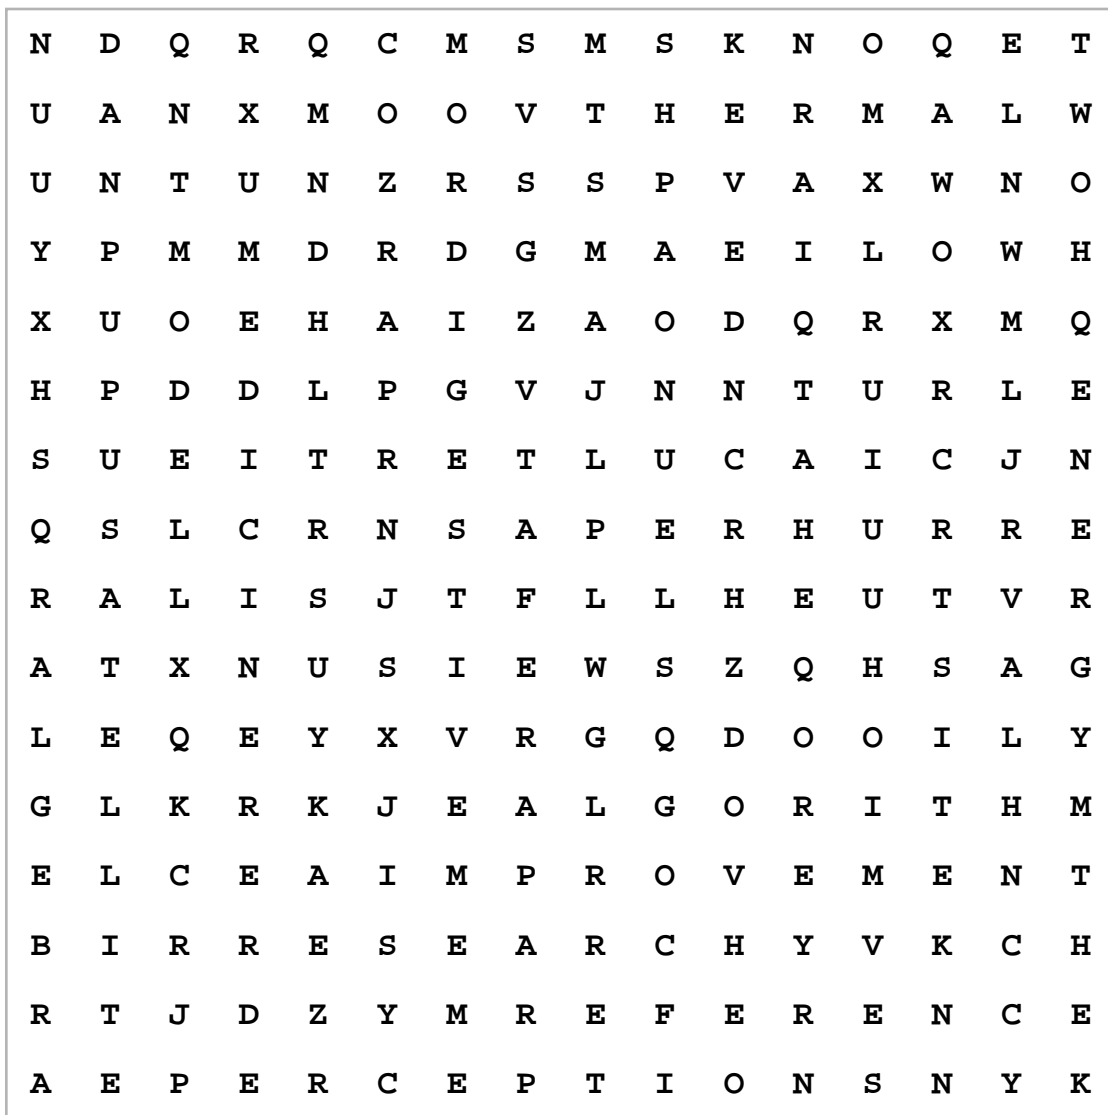 N D Q R Q C M S M S K N O Q E T
U A N X M O O V T H E R M A L W
U N T U N Z R S S P V A X W N O
Y P M M D R D G M A E I L O W H
X U O E H A I Z A O D Q R X M Q
H P D D L P G V J N N T U R L E
S U E I T R E T L U C A I C J N
Q S L C R N S A P E R H U R R E
R A L I S J T F L L H E U T V R
A T X N U S I E W S Z Q H S A G
L E Q E Y X V R G Q D O O I L Y
G L K R K J E A L G O R I T H M
E L C E A I M P R O V E M E N T
B I R R E S E A R C H Y V K C H
R T J D Z Y M R E F E R E N C E
A E P E R C E P T I O N S N Y K